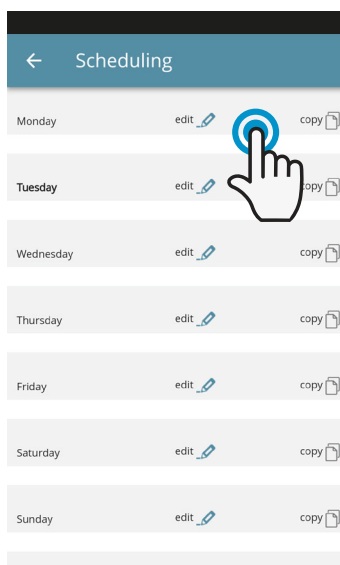 Scheduling
Monday edit copy
Tuesday edit copy
Wednesday edit copy
Thursday edit copy
Friday edit copy
Saturday edit copy
Sunday edit copy